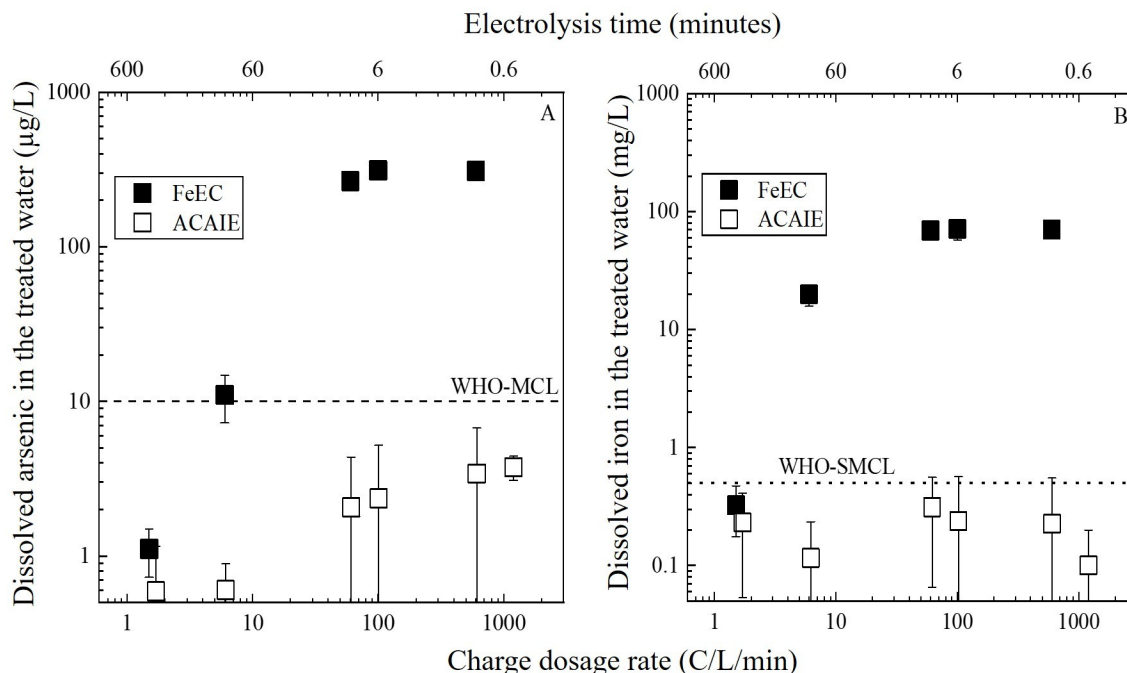 Electrolysis time (minutes)
600 60 6 0.6
600 60 6 0.6
Dissolved arsenic in the treated water (µg/L)
1000
100
10
1
A
FeEC
ACAIE
WHO-MCL
1 10 100 1000
Dissolved iron in the treated water (mg/L)
1000
100
10
1
0.1
B
FeEC
ACAIE
WHO-SMCL
1 10 100 1000
Charge dosage rate (C/L/min)